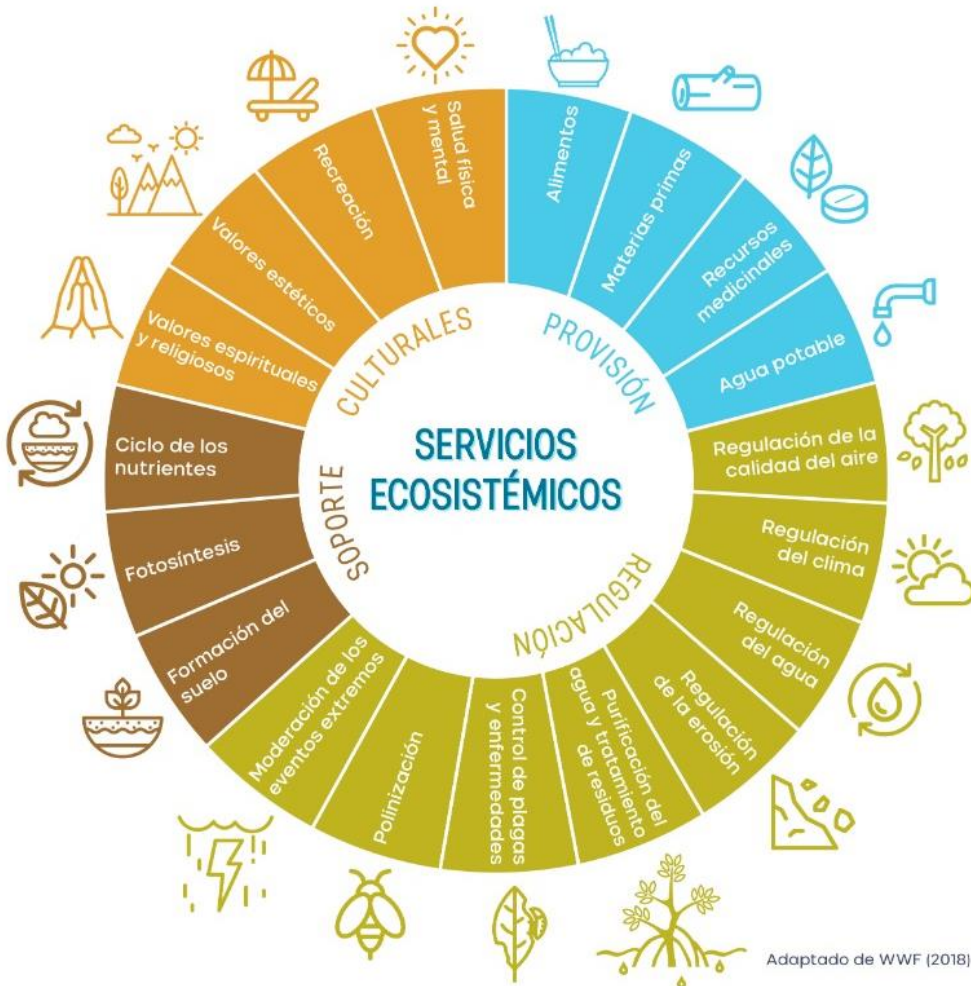 SERVICIOS
ECOSISTÉMICOS
PROVISIÓN
Alimentos
Materias primas
Recursos
medicinales
Agua potable
REGULACIÓN
Regulación de la
calidad del aire
Regulación
del clima
Regulación
del agua
Regulación
de la erosión
Purificación del
agua y tratamiento
de residuos
Control de plagas
y enfermedades
Polinización
Moderación de los
eventos extremos
SOPORTE
Formación del
suelo
Fotosíntesis
Ciclo de los
nutrientes
CULTURALES
Valores espirituales
y religiosos
Valores estéticos
Recreación
Salud física
y mental
Adaptado de WWF (2018)